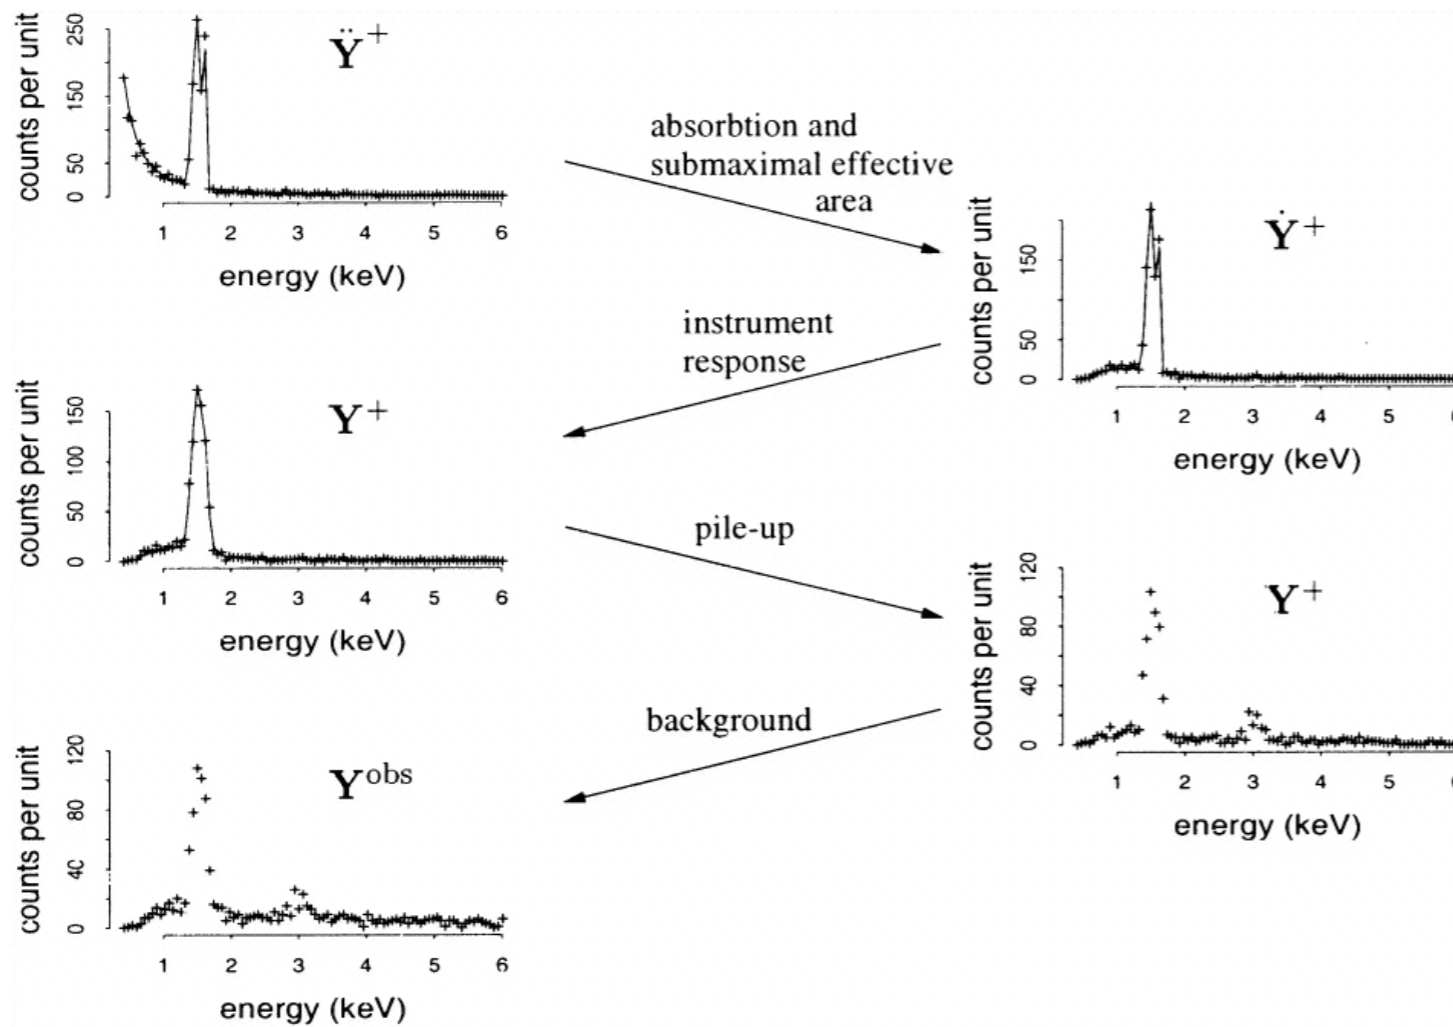 counts per unit
250
150
50
0
Ÿ+
1 2 3 4 5 6
energy (keV)
absorbtion and
submaximal effective
area
counts per unit
150
50
0
Ẏ+
1 2 3 4 5 6
energy (keV)
instrument
response
counts per unit
150
100
50
0
Y+
1 2 3 4 5 6
energy (keV)
pile-up
counts per unit
120
80
40
0
Y+
1 2 3 4 5
energy (keV)
background
counts per unit
120
80
40
0
Yobs
1 2 3 4 5 6
energy (keV)